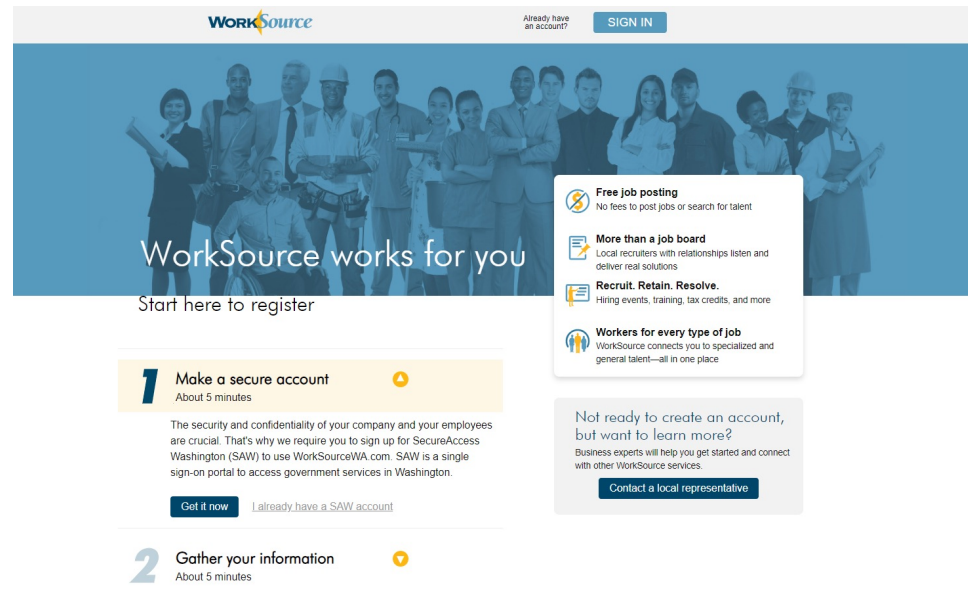 WorkSource
Already have
an account?
SIGN IN
WorkSource works for you
Start here to register
Free job posting
No fees to post jobs or search for talent
More than a job board
Local recruiters with relationships listen and
deliver real solutions
Recruit. Retain. Resolve.
Hiring events, training, tax credits, and more
Workers for every type of job
WorkSource connects you to specialized and
general talent—all in one place
1
Make a secure account
About 5 minutes
The security and confidentiality of your company and your employees
are crucial. That's why we require you to sign up for SecureAccess
Washington (SAW) to use WorkSourceWA.com. SAW is a single
sign-on portal to access government services in Washington.
Get it now
I already have a SAW account
2
Gather your information
About 5 minutes
Not ready to create an account,
but want to learn more?
Business experts will help you get started and connect
with other WorkSource services.
Contact a local representative